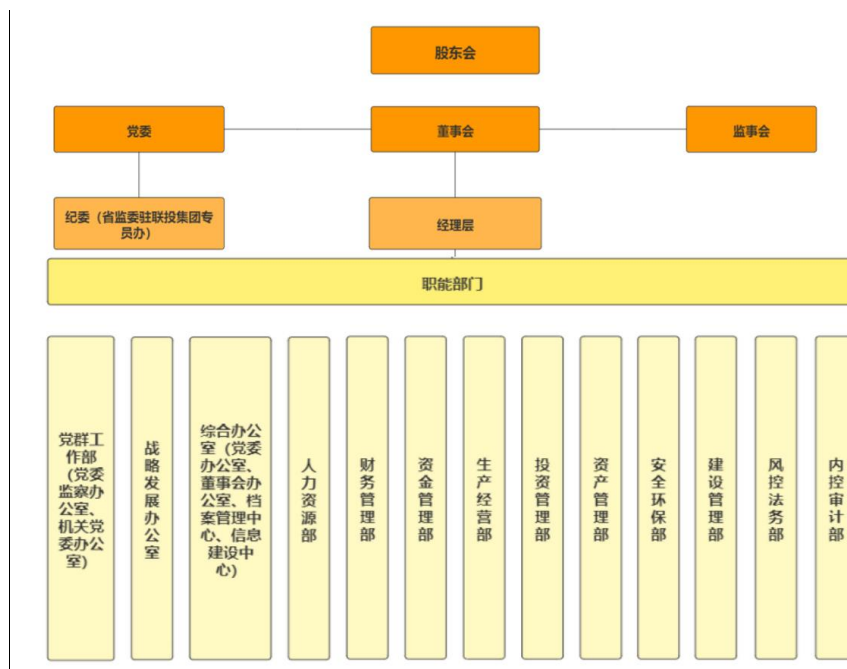 股东会
党委
董事会
监事会
纪委（省监委驻联投集团专
员办）
经理层
职能部门
党群工
作部
（党委
监察办
公室、
机关党
委办公
室）
战略发展办公室
综合办公
室（党委
办公室、
董事会办
公室、档
案管理中
心、信息
建设中
心）
人力资源部
财务管理部
资金管理部
生产经营部
投资管理部
资产管理部
安全环保部
建设管理部
风控法务部
内控审计部